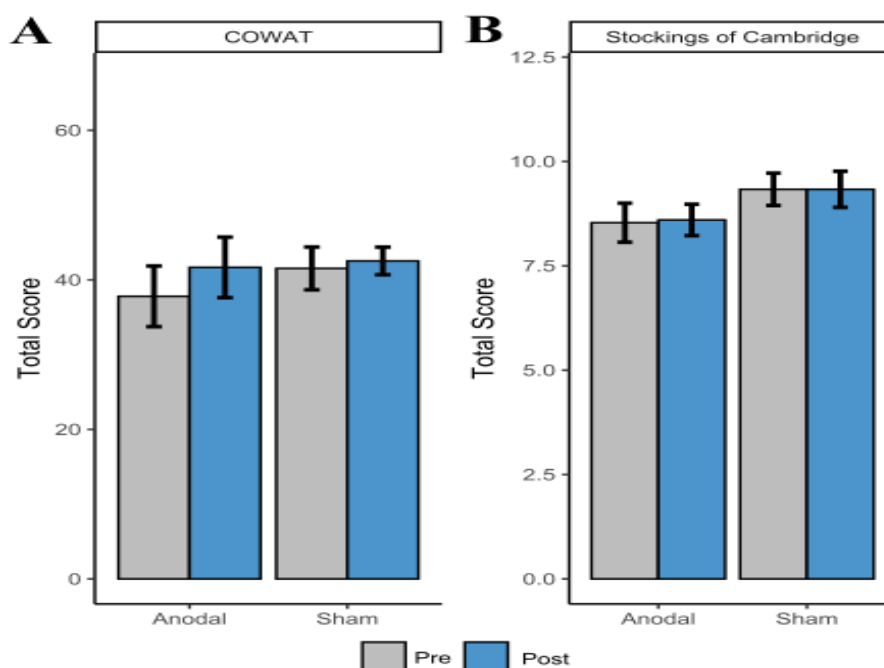 A
COWAT
Total Score
60
40
20
0
Anodal Sham
B
Stockings of Cambridge
Total Score
12.5
10.0
7.5
5.0
2.5
0.0
Anodal Sham
Pre Post